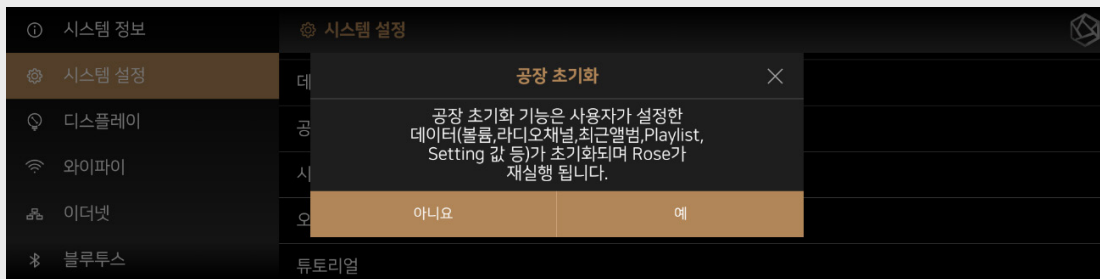 시스템 정보
시스템 설정
시스템 설정
디스플레이
와이파이
이더넷
블루투스
데
공
시
오
튜토리얼
공장 초기화
공장 초기화 기능은 사용자가 설정한
데이터(볼륨,라디오채널,최근앨범,Playlist,
Setting 값 등)가 초기화되며 Rose가
재실행 됩니다.
아니요
예